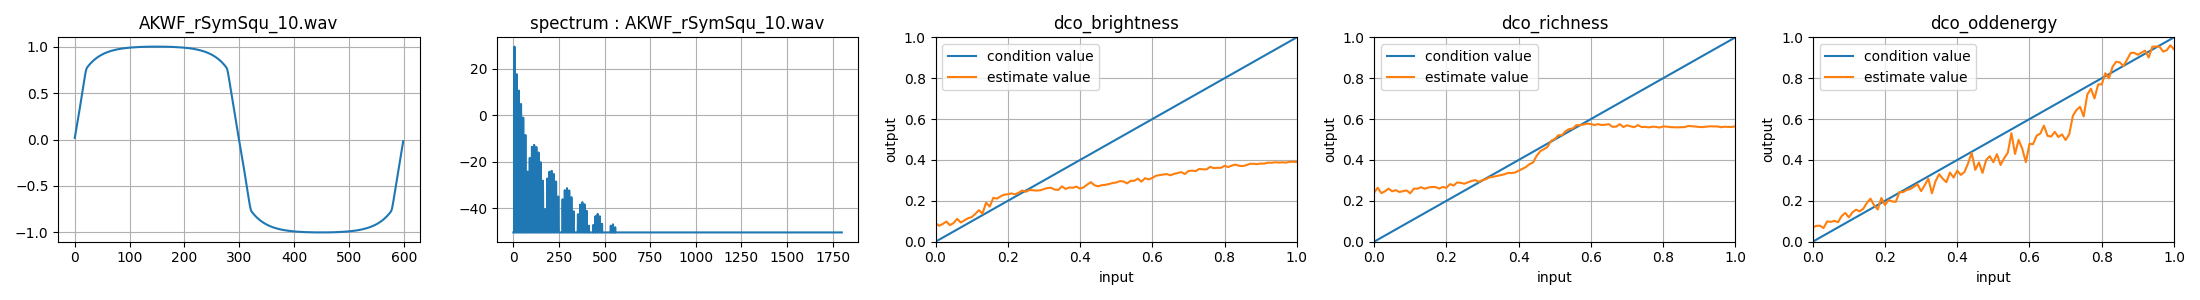 AKWF_rSymSqu_10.wav
1.0
0.5
0.0
−0.5
−1.0
0 100 200 300 400 500 600
spectrum : AKWF_rSymSqu_10.wav
20
0
−20
−40
0 250 500 750 1000 1250 1500 1750
dco_brightness
condition value
estimate value
output
1.0
0.8
0.6
0.4
0.2
0.0
0.0 0.2 0.4 0.6 0.8 1.0
input
dco_richness
condition value
estimate value
output
1.0
0.8
0.6
0.4
0.2
0.0
0.0 0.2 0.4 0.6 0.8 1.0
input
dco_oddenergy
condition value
estimate value
output
1.0
0.8
0.6
0.4
0.2
0.0
0.0 0.2 0.4 0.6 0.8 1.0
input